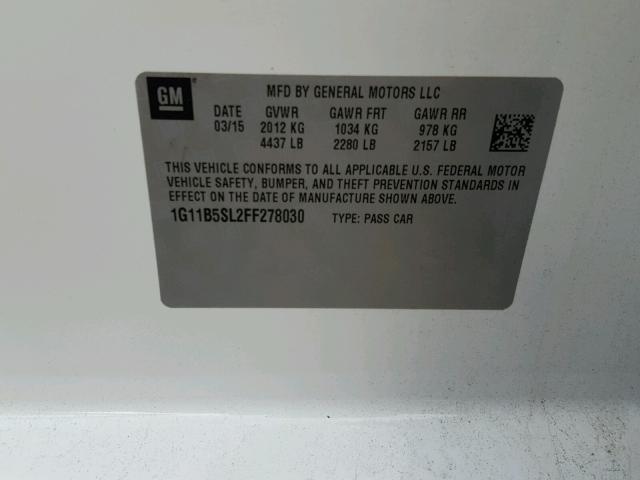 GM
MFD BY GENERAL MOTORS LLC
DATE GVWR GAWR FRT GAWR RR
03/15 2012 KG 1034 KG 978 KG
4437 LB 2280 LB 2157 LB
THIS VEHICLE CONFORMS TO ALL APPLICABLE U.S. FEDERAL MOTOR
VEHICLE SAFETY, BUMPER, AND THEFT PREVENTION STANDARDS IN
EFFECT ON THE DATE OF MANUFACTURE SHOWN ABOVE.
1G11B5SL2FF278030 TYPE: PASS CAR